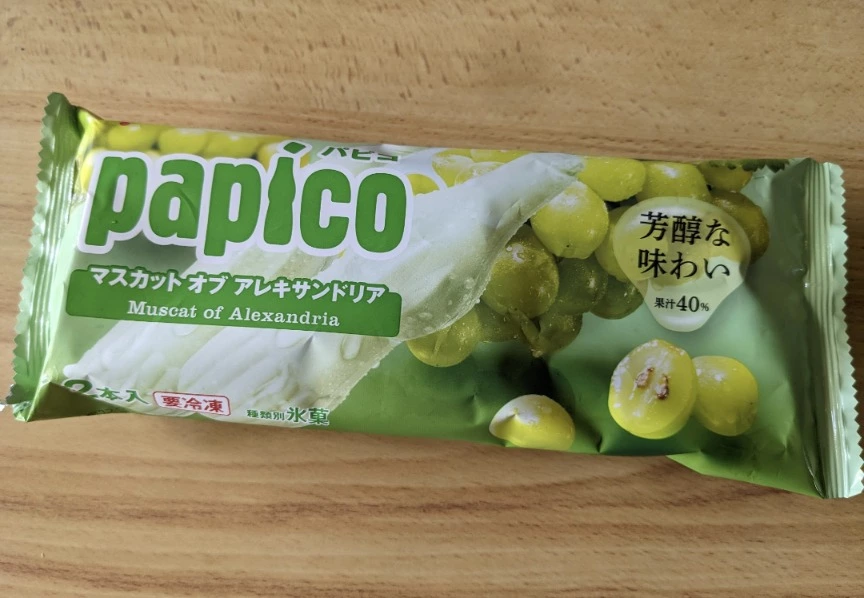 パピコ
papico
マスカット オブ アレキサンドリア
Muscat of Alexandria
芳醇な
味わい
果汁40%
2本入
要冷凍
種類別 氷菓